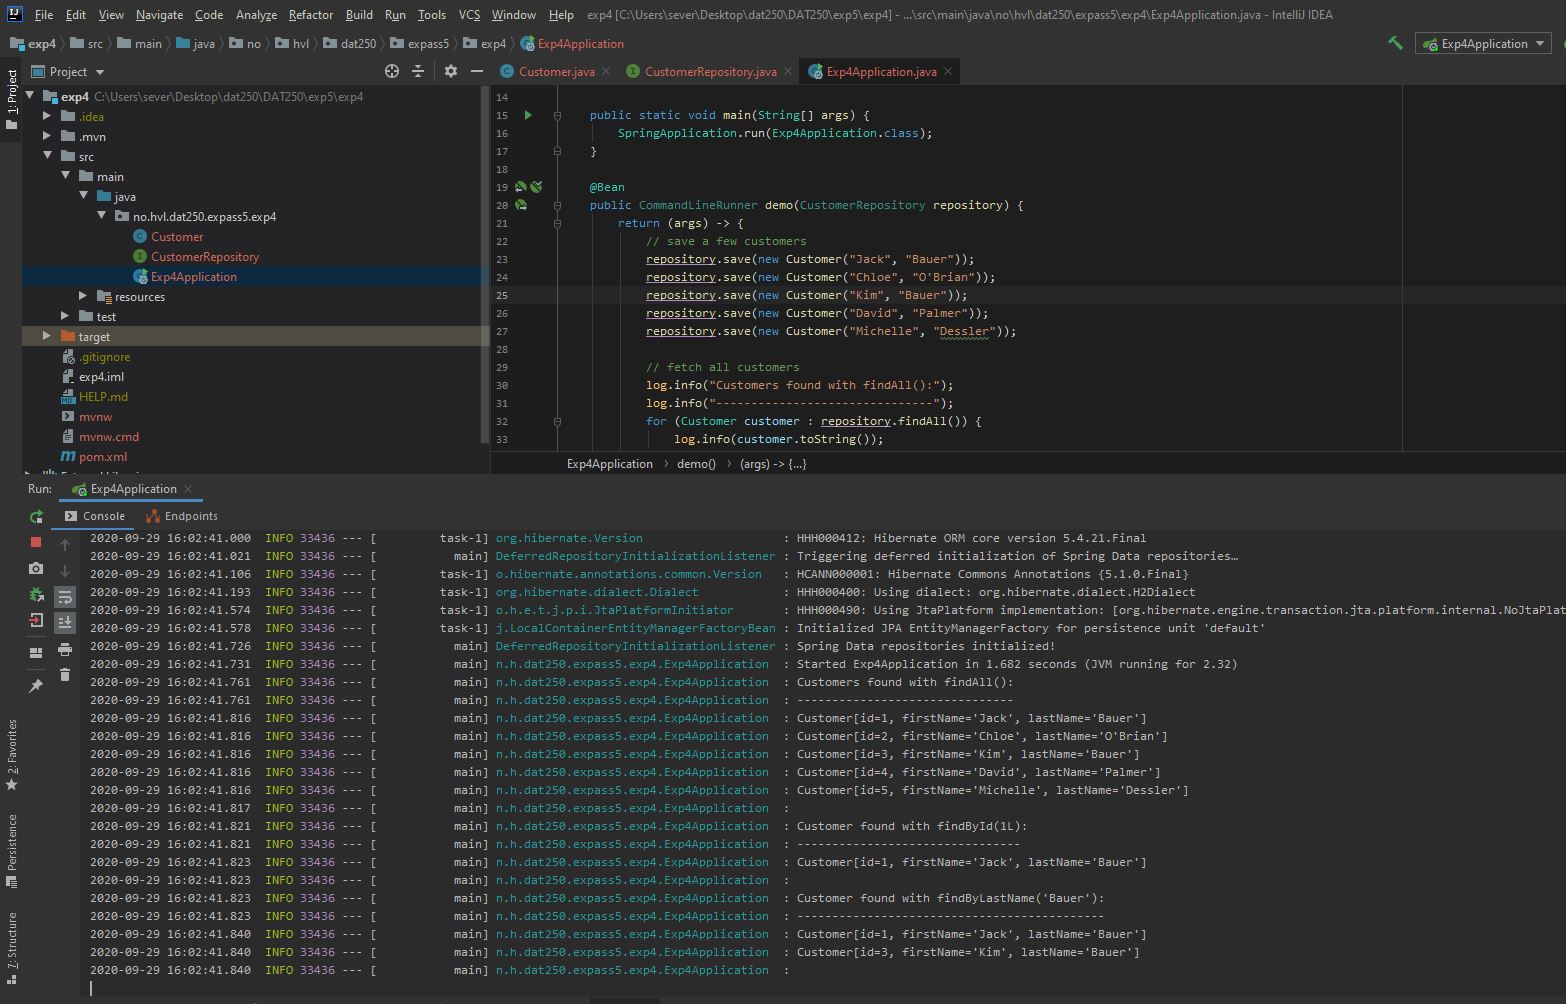 File Edit View Navigate Code Analyze Refactor Build Run Tools VCS Window Help exp4 [C:\Users\sever\Desktop\dat250\DAT250\exp5\exp4] - ...\src\main\java\no\hvl\dat250\expass5\exp4\Exp4Application.java - IntelliJ IDEA
exp4 src main java no hvl dat250 expass5 exp4 Exp4Application
Exp4Application
1: Project
Project
exp4 C:\Users\sever\Desktop\dat250\DAT250\exp5\exp4
.idea
.mvn
src
main
java
no.hvl.dat250.expass5.exp4
Customer
CustomerRepository
Exp4Application
resources
test
target
.gitignore
exp4.iml
HELP.md
mvnw
mvnw.cmd
pom.xml
Customer.java CustomerRepository.java Exp4Application.java
14
15 public static void main(String[] args) {
16 SpringApplication.run(Exp4Application.class);
17 }
18
19 @Bean
20 public CommandLineRunner demo(CustomerRepository repository) {
21 return (args) -> {
22 // save a few customers
23 repository.save(new Customer("Jack", "Bauer"));
24 repository.save(new Customer("Chloe", "O'Brian"));
25 repository.save(new Customer("Kim", "Bauer"));
26 repository.save(new Customer("David", "Palmer"));
27 repository.save(new Customer("Michelle", "Dessler"));
28
29 // fetch all customers
30 log.info("Customers found with findAll():");
31 log.info("-------------------------------");
32 for (Customer customer : repository.findAll()) {
33 log.info(customer.toString());
Exp4Application › demo() › (args) -> {...}
Run: Exp4Application
Console Endpoints
2020-09-29 16:02:41.000 INFO 33436 --- [ task-1] org.hibernate.Version : HHH000412: Hibernate ORM core version 5.4.21.Final
2020-09-29 16:02:41.021 INFO 33436 --- [ main] DeferredRepositoryInitializationListener : Triggering deferred initialization of Spring Data repositories…
2020-09-29 16:02:41.106 INFO 33436 --- [ task-1] o.hibernate.annotations.common.Version : HCANN000001: Hibernate Commons Annotations {5.1.0.Final}
2020-09-29 16:02:41.193 INFO 33436 --- [ task-1] org.hibernate.dialect.Dialect : HHH000400: Using dialect: org.hibernate.dialect.H2Dialect
2020-09-29 16:02:41.574 INFO 33436 --- [ task-1] o.h.e.t.j.p.i.JtaPlatformInitiator : HHH000490: Using JtaPlatform implementation: [org.hibernate.engine.transaction.jta.platform.internal.NoJtaPlat
2020-09-29 16:02:41.578 INFO 33436 --- [ task-1] j.LocalContainerEntityManagerFactoryBean : Initialized JPA EntityManagerFactory for persistence unit 'default'
2020-09-29 16:02:41.726 INFO 33436 --- [ main] DeferredRepositoryInitializationListener : Spring Data repositories initialized!
2020-09-29 16:02:41.731 INFO 33436 --- [ main] n.h.dat250.expass5.exp4.Exp4Application : Started Exp4Application in 1.682 seconds (JVM running for 2.32)
2020-09-29 16:02:41.761 INFO 33436 --- [ main] n.h.dat250.expass5.exp4.Exp4Application : Customers found with findAll():
2020-09-29 16:02:41.761 INFO 33436 --- [ main] n.h.dat250.expass5.exp4.Exp4Application : -------------------------------
2020-09-29 16:02:41.816 INFO 33436 --- [ main] n.h.dat250.expass5.exp4.Exp4Application : Customer[id=1, firstName='Jack', lastName='Bauer']
2020-09-29 16:02:41.816 INFO 33436 --- [ main] n.h.dat250.expass5.exp4.Exp4Application : Customer[id=2, firstName='Chloe', lastName='O'Brian']
2020-09-29 16:02:41.816 INFO 33436 --- [ main] n.h.dat250.expass5.exp4.Exp4Application : Customer[id=3, firstName='Kim', lastName='Bauer']
2020-09-29 16:02:41.816 INFO 33436 --- [ main] n.h.dat250.expass5.exp4.Exp4Application : Customer[id=4, firstName='David', lastName='Palmer']
2020-09-29 16:02:41.816 INFO 33436 --- [ main] n.h.dat250.expass5.exp4.Exp4Application : Customer[id=5, firstName='Michelle', lastName='Dessler']
2020-09-29 16:02:41.817 INFO 33436 --- [ main] n.h.dat250.expass5.exp4.Exp4Application :
2020-09-29 16:02:41.821 INFO 33436 --- [ main] n.h.dat250.expass5.exp4.Exp4Application : Customer found with findById(1L):
2020-09-29 16:02:41.821 INFO 33436 --- [ main] n.h.dat250.expass5.exp4.Exp4Application : --------------------------------
2020-09-29 16:02:41.823 INFO 33436 --- [ main] n.h.dat250.expass5.exp4.Exp4Application : Customer[id=1, firstName='Jack', lastName='Bauer']
2020-09-29 16:02:41.823 INFO 33436 --- [ main] n.h.dat250.expass5.exp4.Exp4Application :
2020-09-29 16:02:41.823 INFO 33436 --- [ main] n.h.dat250.expass5.exp4.Exp4Application : Customer found with findByLastName('Bauer'):
2020-09-29 16:02:41.823 INFO 33436 --- [ main] n.h.dat250.expass5.exp4.Exp4Application : --------------------------------------------
2020-09-29 16:02:41.840 INFO 33436 --- [ main] n.h.dat250.expass5.exp4.Exp4Application : Customer[id=1, firstName='Jack', lastName='Bauer']
2020-09-29 16:02:41.840 INFO 33436 --- [ main] n.h.dat250.expass5.exp4.Exp4Application : Customer[id=3, firstName='Kim', lastName='Bauer']
2020-09-29 16:02:41.840 INFO 33436 --- [ main] n.h.dat250.expass5.exp4.Exp4Application :
2: Favorites
Persistence
7: Structure